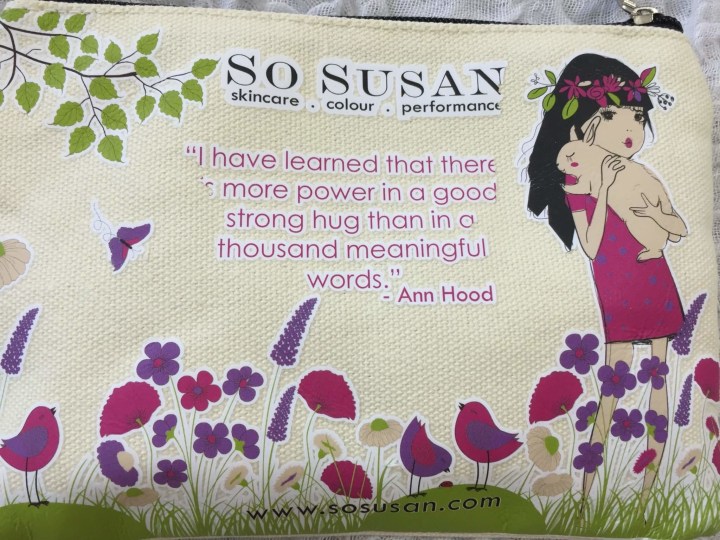 SO SUSAN
skincare . colour . performance
"I have learned that there
is more power in a good
strong hug than in a
thousand meaningful
words."
- Ann Hood
www.sosusan.com